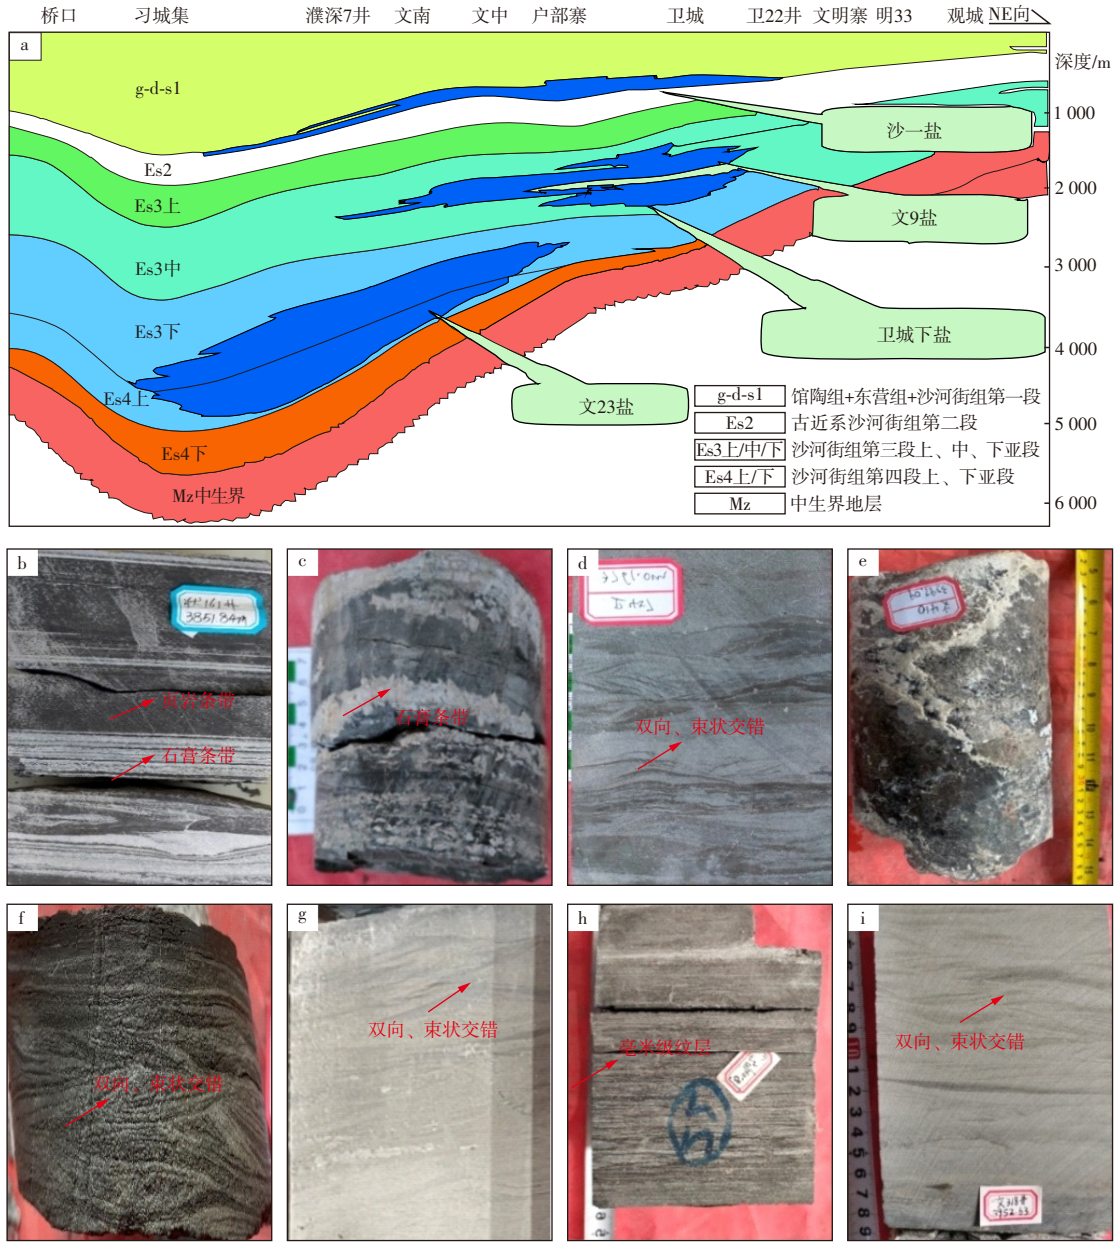 桥口 习城集 濮深7井 文南 文中 户部寨 卫城 卫22井 文明寨 明33 观城 NE向
a
深度/m
g-d-s1
1 000
沙一盐
Es2
2 000
Es3上
文9盐
Es3中
3 000
Es3下
卫城下盐
4 000
Es4上
文23盐
g-d-s1 馆陶组+东营组+沙河街组第一段
Es2 古近系沙河街组第二段
5 000
Es3上/中/下 沙河街组第三段上、中、下亚段
Es4下
Es4上/下 沙河街组第四段上、下亚段
Mz中生界
Mz 中生界地层
6 000
b
3851.84m
页岩条带
石膏条带
c
石膏条带
d
双向、束状交错
e
f
双向、束状交错
g
双向、束状交错
h
毫米级纹层
i
双向、束状交错